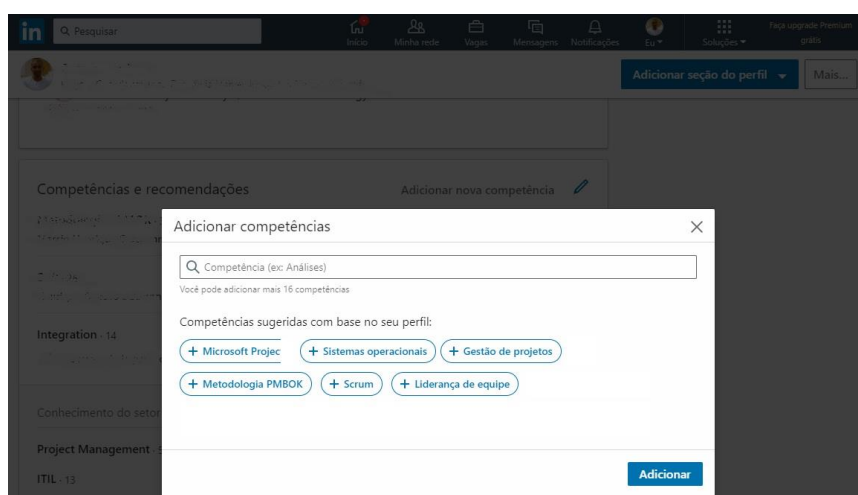 in
Pesquisar
Início
Minha rede
Vagas
Mensagens
Notificações
Eu
Soluções
Faça upgrade Premium
grátis
Adicionar seção do perfil
Mais...
Competências e recomendações
Adicionar nova competência
Adicionar competências
Competência (ex: Análises)
Você pode adicionar mais 16 competências
Integration · 14
Competências sugeridas com base no seu perfil:
+ Microsoft Projec
+ Sistemas operacionais
+ Gestão de projetos
+ Metodologia PMBOK
+ Scrum
+ Liderança de equipe
Conhecimento do setor
Project Management
ITIL · 13
Adicionar